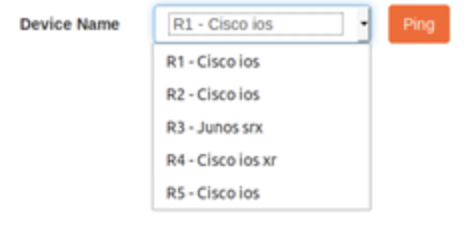 Device Name R1 - Cisco ios Ping
R1 - Cisco ios
R2 - Cisco ios
R3 - Junos srx
R4 - Cisco ios xr
R5 - Cisco ios